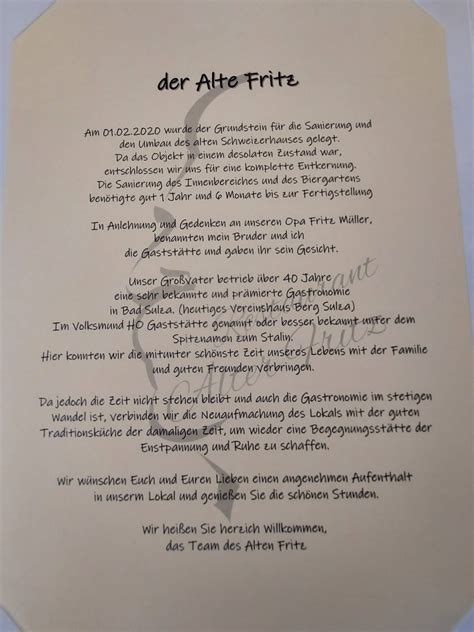 der Alte Fritz
Am 01.02.2020 wurde der Grundstein für die Sanierung und
den Umbau des alten Schweizerhauses gelegt.
Da das Objekt in einem desolaten Zustand war,
entschlossen wir uns für eine komplette Entkernung.
Die Sanierung des Innenbereiches und des Biergartens
benötigte gut 1 Jahr und 6 Monate bis zur Fertigstellung
In Anlehnung und Gedenken an unseren Opa Fritz Müller,
benannten mein Bruder und ich
die Gaststätte und gaben ihr sein Gesicht.
Unser Großvater betrieb über 40 Jahre
eine sehr bekannte und prämierte Gastronomie
in Bad Sulza. (heutiges Vereinshaus Berg Sulza)
Im Volksmund HO Gaststätte genannt oder besser bekannt unter dem
Spitznamen zum Stalin.
Hier konnten wir die mitunter schönste Zeit unseres Lebens mit der Familie
und guten Freunden verbringen.
Da jedoch die Zeit nicht stehen bleibt und auch die Gastronomie im stetigen
Wandel ist, verbinden wir die Neuaufmachung des Lokals mit der guten
Traditionsküche der damaligen Zeit, um wieder eine Begegnungsstätte der
Enstpannung und Ruhe zu schaffen.
Wir wünschen Euch und Euren Lieben einen angenehmen Aufenthalt
in unserm Lokal und genießen Sie die schönen Stunden.
Wir heißen Sie herzich Willkommen,
das Team des Alten Fritz
Restaurant
Alter Fritz